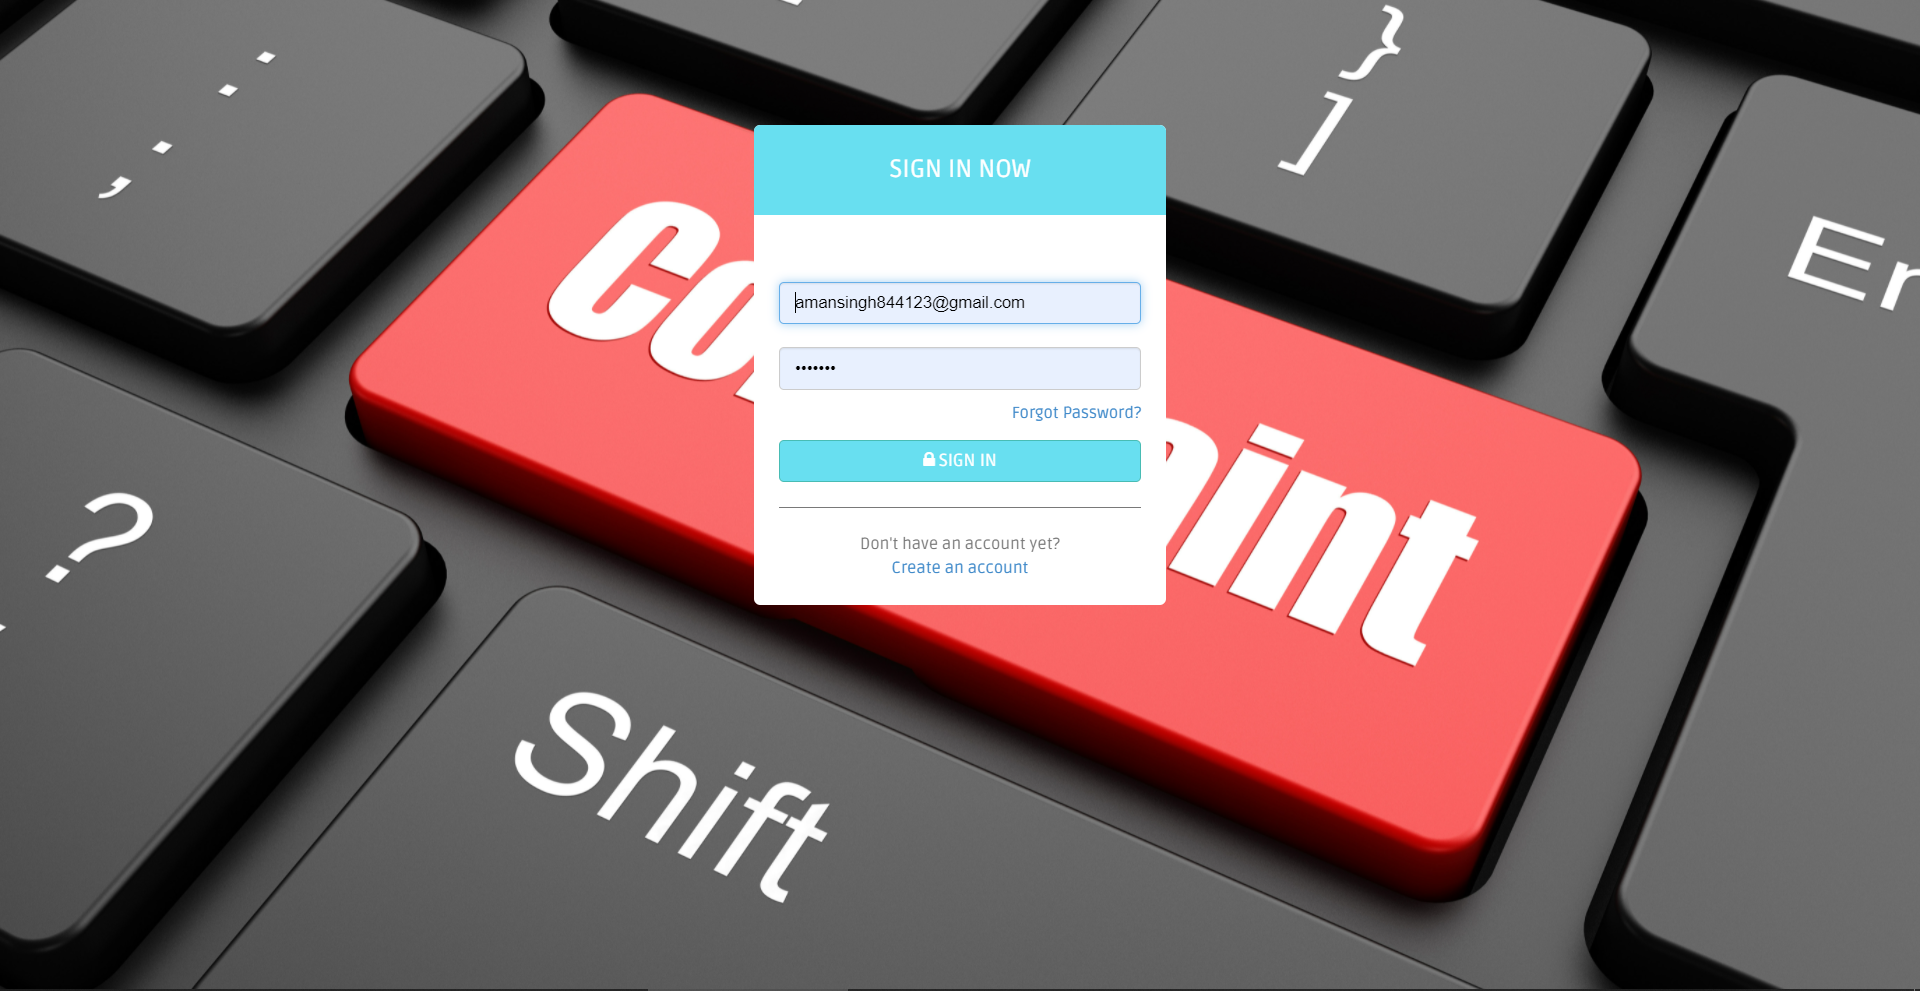 :
;
}
]
SIGN IN NOW
amansingh844123@gmail.com
•••••••
Forgot Password?
SIGN IN
Don't have an account yet?
Create an account
?
Shift